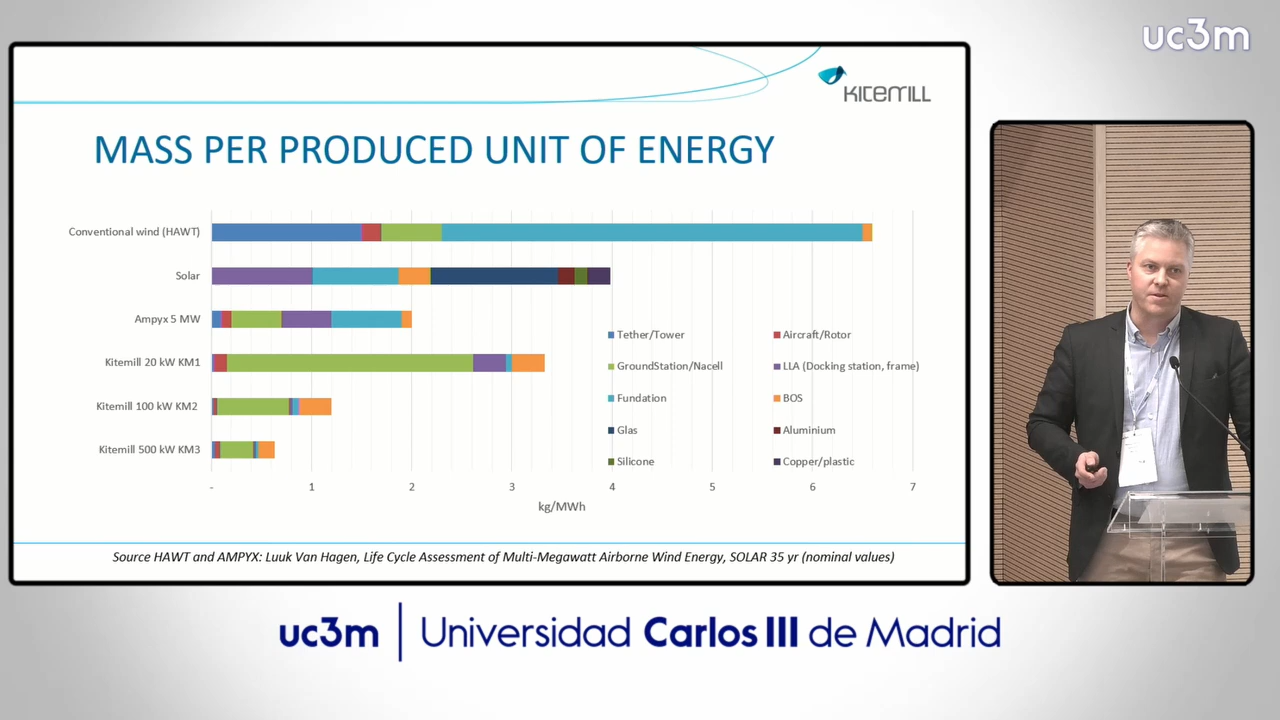 uc3m
KITEMILL
MASS PER PRODUCED UNIT OF ENERGY
Conventional wind (HAWT)
Solar
Ampyx 5 MW
Kitemill 20 kW KM1
Kitemill 100 kW KM2
Kitemill 500 kW KM3
Tether/Tower
Aircraft/Rotor
GroundStation/Nacell
LLA (Docking station, frame)
Fundation
BOS
Glas
Aluminium
Silicone
Copper/plastic
- 1 2 3 4 5 6 7
kg/MWh
Source HAWT and AMPYX: Luuk Van Hagen, Life Cycle Assessment of Multi-Megawatt Airborne Wind Energy, SOLAR 35 yr (nominal values)
uc3m | Universidad Carlos III de Madrid